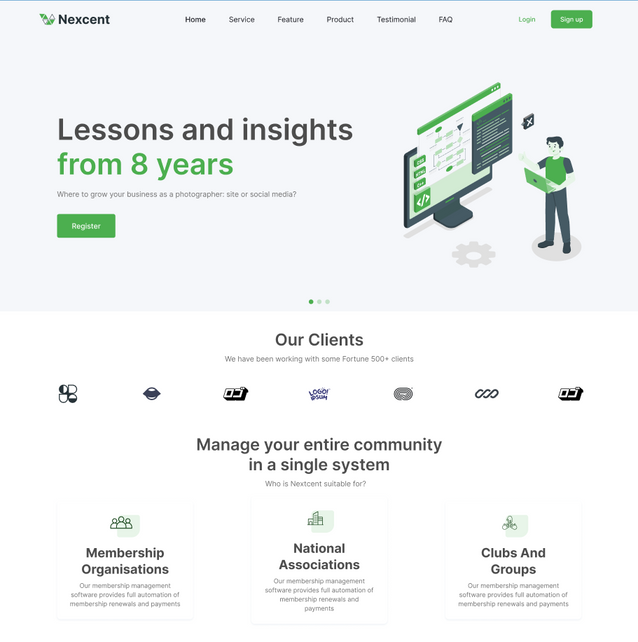 Nexcent
Home Service Feature Product Testimonial FAQ
Login
Sign up
Lessons and insights
from 8 years
Where to grow your business as a photographer: site or social media?
Register
Our Clients
We have been working with some Fortune 500+ clients
LOGO!
IPSUM
Manage your entire community
in a single system
Who is Nextcent suitable for?
Membership
Organisations
Our membership management
software provides full automation of
membership renewals and payments
National
Associations
Our membership management
software provides full automation of
membership renewals and
payments
Clubs And
Groups
Our membership management
software provides full automation of
membership renewals and payments